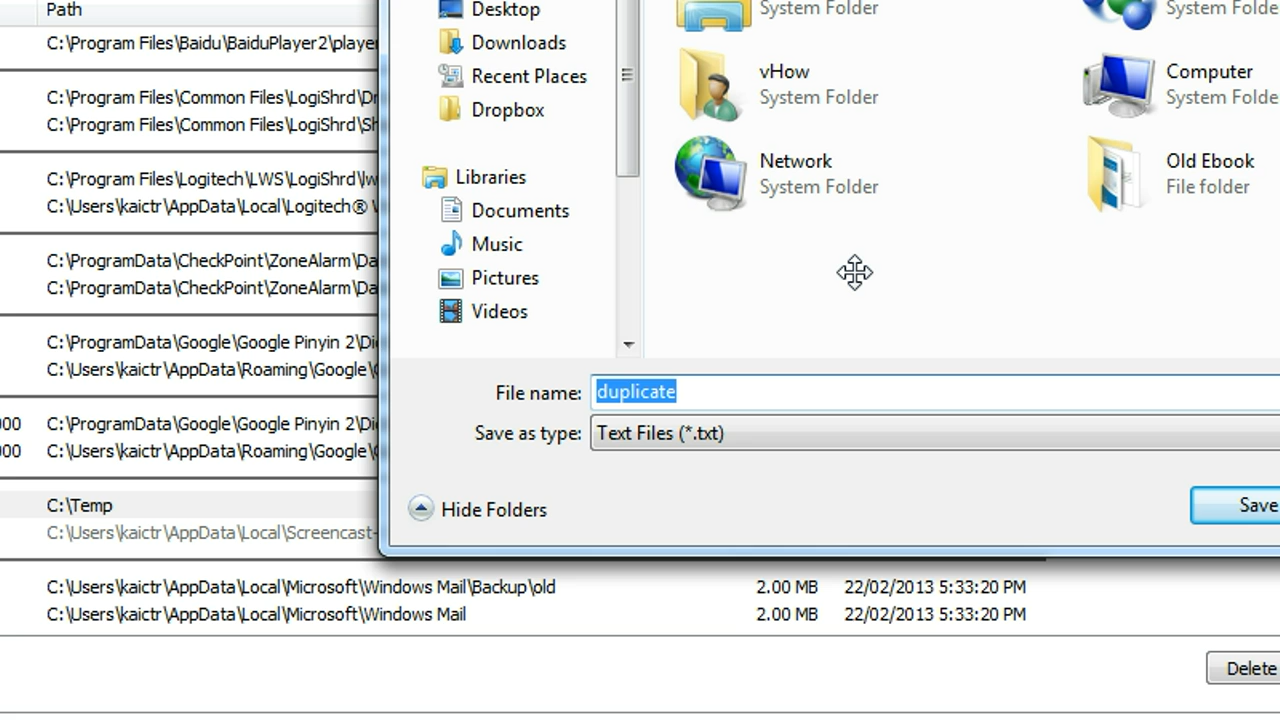 Path
C:\Program Files\Baidu\BaiduPlayer2\player
C:\Program Files\Common Files\LogiShrd\Dr
C:\Program Files\Common Files\LogiShrd\Sh
C:\Program Files\Logitech\LWS\LogiShrd\lw
C:\Users\kaictr\AppData\Local\Logitech® W
C:\ProgramData\CheckPoint\ZoneAlarm\Da
C:\ProgramData\CheckPoint\ZoneAlarm\Da
C:\ProgramData\Google\Google Pinyin 2\Di
C:\Users\kaictr\AppData\Roaming\Google\G
000 C:\ProgramData\Google\Google Pinyin 2\Di
000 C:\Users\kaictr\AppData\Roaming\Google\G
C:\Temp
C:\Users\kaictr\AppData\Local\Screencast-
C:\Users\kaictr\AppData\Local\Microsoft\Windows Mail\Backup\old 2.00 MB 22/02/2013 5:33:20 PM
C:\Users\kaictr\AppData\Local\Microsoft\Windows Mail 2.00 MB 22/02/2013 5:33:20 PM
Delete
Desktop
Downloads
Recent Places
Dropbox
Libraries
Documents
Music
Pictures
Videos
System Folder
System Folde
vHow
System Folder
Computer
System Folde
Network
System Folder
Old Ebook
File folder
File name: duplicate
Save as type: Text Files (*.txt)
Hide Folders
Save